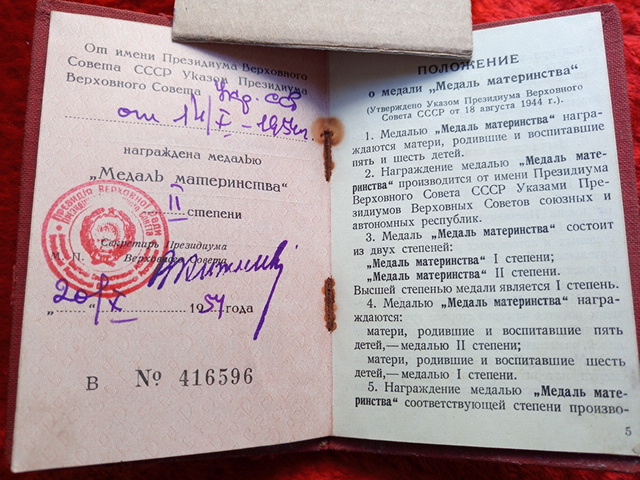 От имени Президиума Верховного
Совета СССР Указом Президиума
Верховного Совета Укр. ССР
от 14/X-1954г.
награждена медалью
„Медаль материнства“
II степени
Секретарь Президиума
М. П. Верховного Совета
„20/X“ 1954 года
В № 416596
ПОЛОЖЕНИЕ
о медали „Медаль материнства“
(Утверждено Указом Президиума Верховного
Совета СССР от 18 августа 1944 г.).
1. Медалью „Медаль материнства“ награ-
ждаются матери, родившие и воспитавшие
пять и шесть детей.
2. Награждение медалью „Медаль мате-
ринства“ производится от имени Президиума
Верховного Совета СССР Указами Пре-
зидиумов Верховных Советов союзных и
автономных республик.
3. Медаль „Медаль материнства“ состоит
из двух степеней:
„Медаль материнства“ I степени;
„Медаль материнства“ II степени.
Высшей степенью медали является I степень.
4. Медалью „Медаль материнства“ награ-
ждаются:
матери, родившие и воспитавшие пять
детей,—медалью II степени;
матери, родившие и воспитавшие шесть
детей,—медалью I степени.
5. Награждение медалью „Медаль мате-
ринства“ соответствующей степени произво-
5